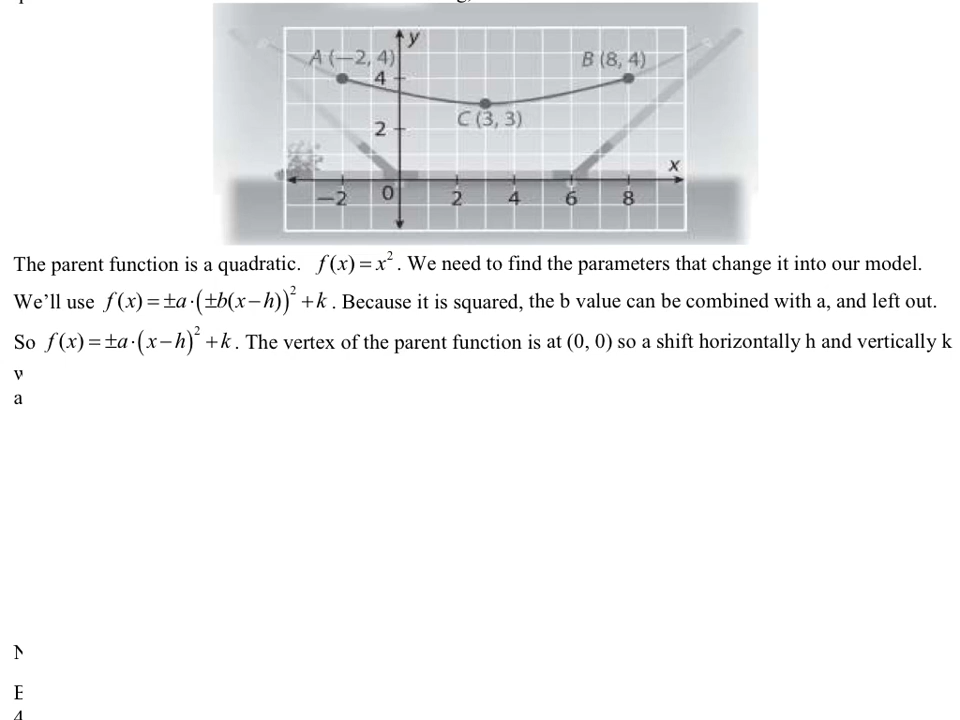 y
A (−2, 4)
B (8, 4)
4
C (3, 3)
2
x
−2 0 2 4 6 8
The parent function is a quadratic. f(x) = x². We need to find the parameters that change it into our model.
We'll use f(x) = ±a·(±b(x−h))² + k. Because it is squared, the b value can be combined with a, and left out.
So f(x) = ±a·(x−h)² + k. The vertex of the parent function is at (0, 0) so a shift horizontally h and vertically k
a